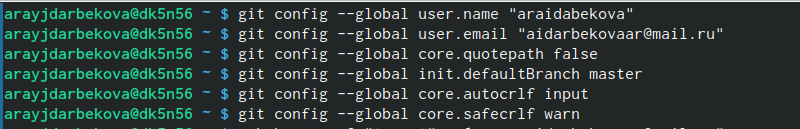 arayjdarbekova@dk5n56 ~ $ git config --global user.name "araidabekova"
arayjdarbekova@dk5n56 ~ $ git config --global user.email "aidarbekovaar@mail.ru"
arayjdarbekova@dk5n56 ~ $ git config --global core.quotepath false
arayjdarbekova@dk5n56 ~ $ git config --global init.defaultBranch master
arayjdarbekova@dk5n56 ~ $ git config --global core.autocrlf input
arayjdarbekova@dk5n56 ~ $ git config --global core.safecrlf warn